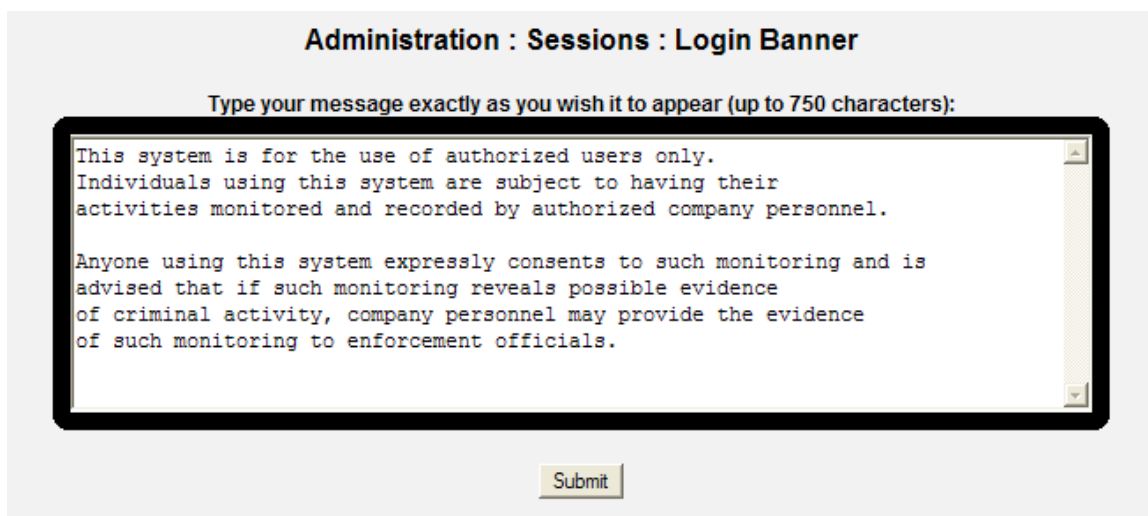 Administration : Sessions : Login Banner
Type your message exactly as you wish it to appear (up to 750 characters):
This system is for the use of authorized users only.
Individuals using this system are subject to having their
activities monitored and recorded by authorized company personnel.
Anyone using this system expressly consents to such monitoring and is
advised that if such monitoring reveals possible evidence
of criminal activity, company personnel may provide the evidence
of such monitoring to enforcement officials.
Submit